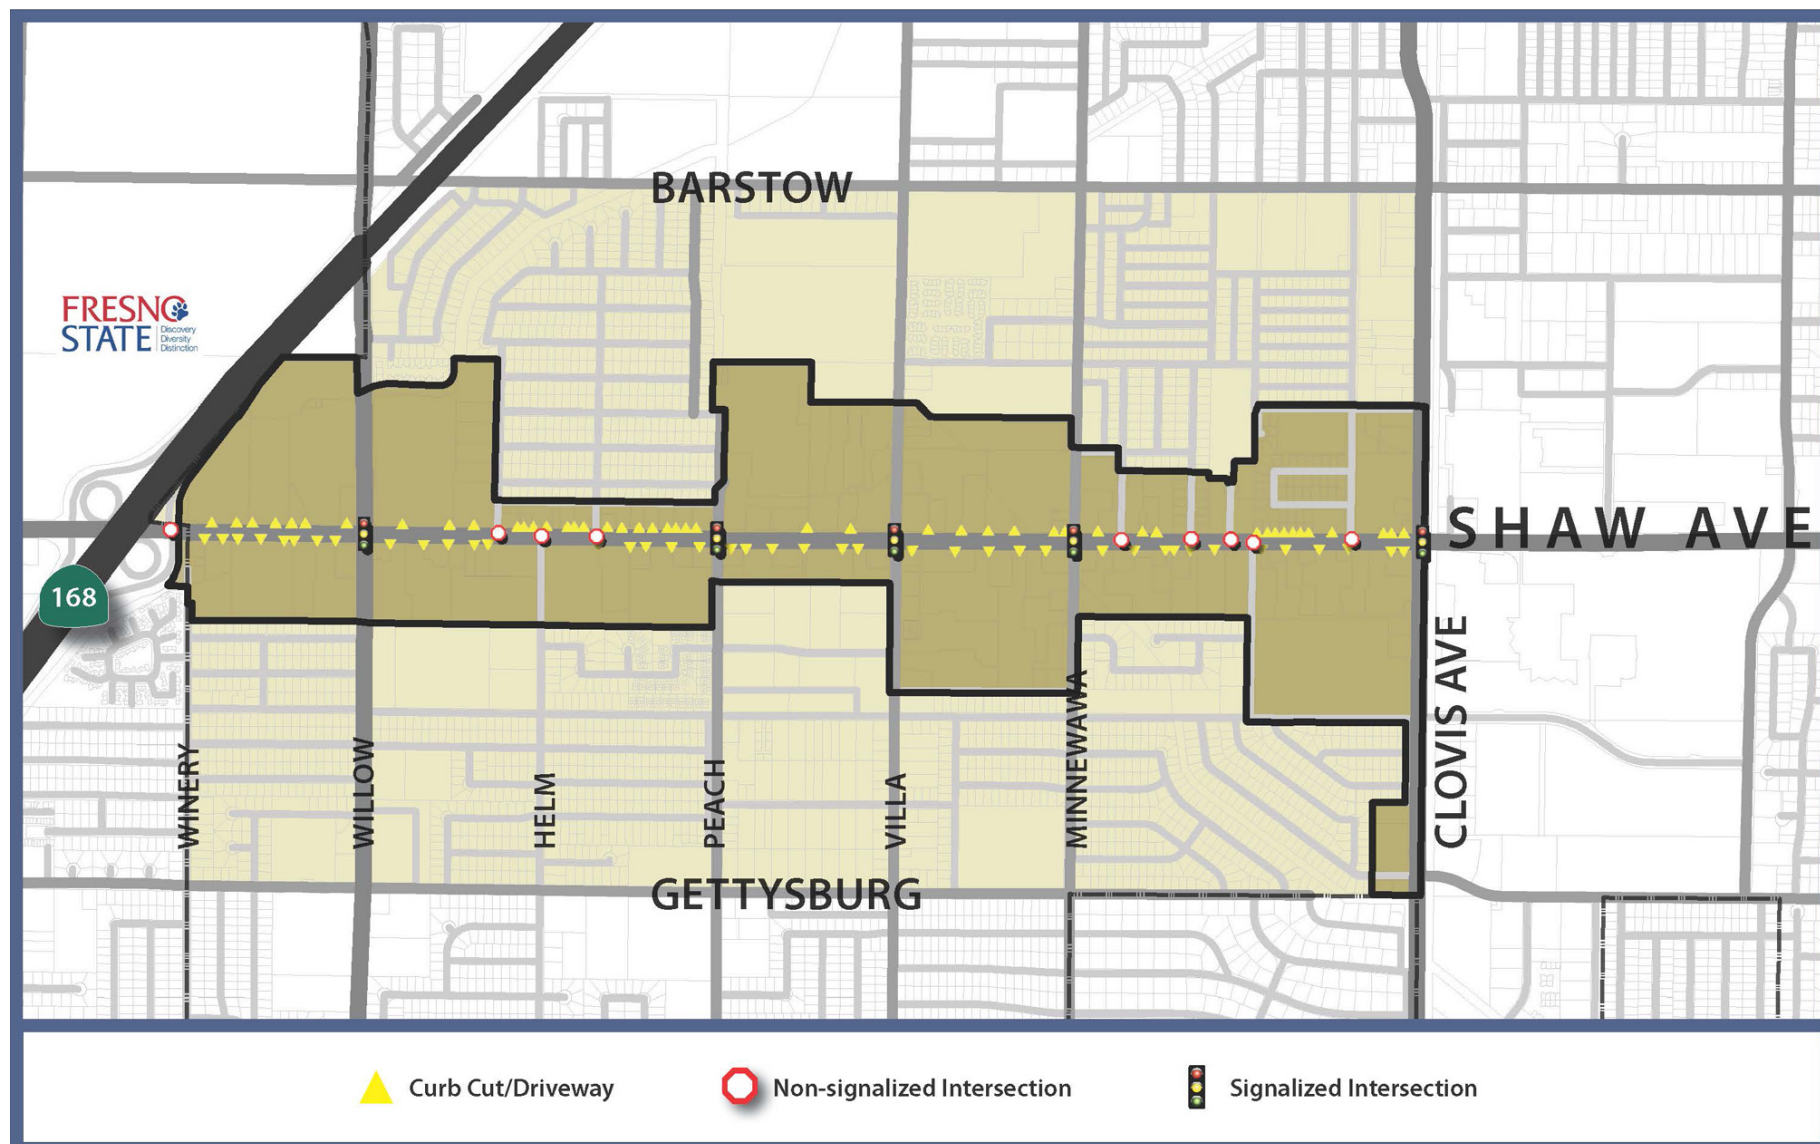 BARSTOW
FRESNO
STATE
Discovery
Diversity
Distinction
SHAW AVE
168
WINERY
WILLOW
HELM
PEACH
VILLA
MINNEWAWA
CLOVIS AVE
GETTYSBURG
Curb Cut/Driveway
Non-signalized Intersection
Signalized Intersection